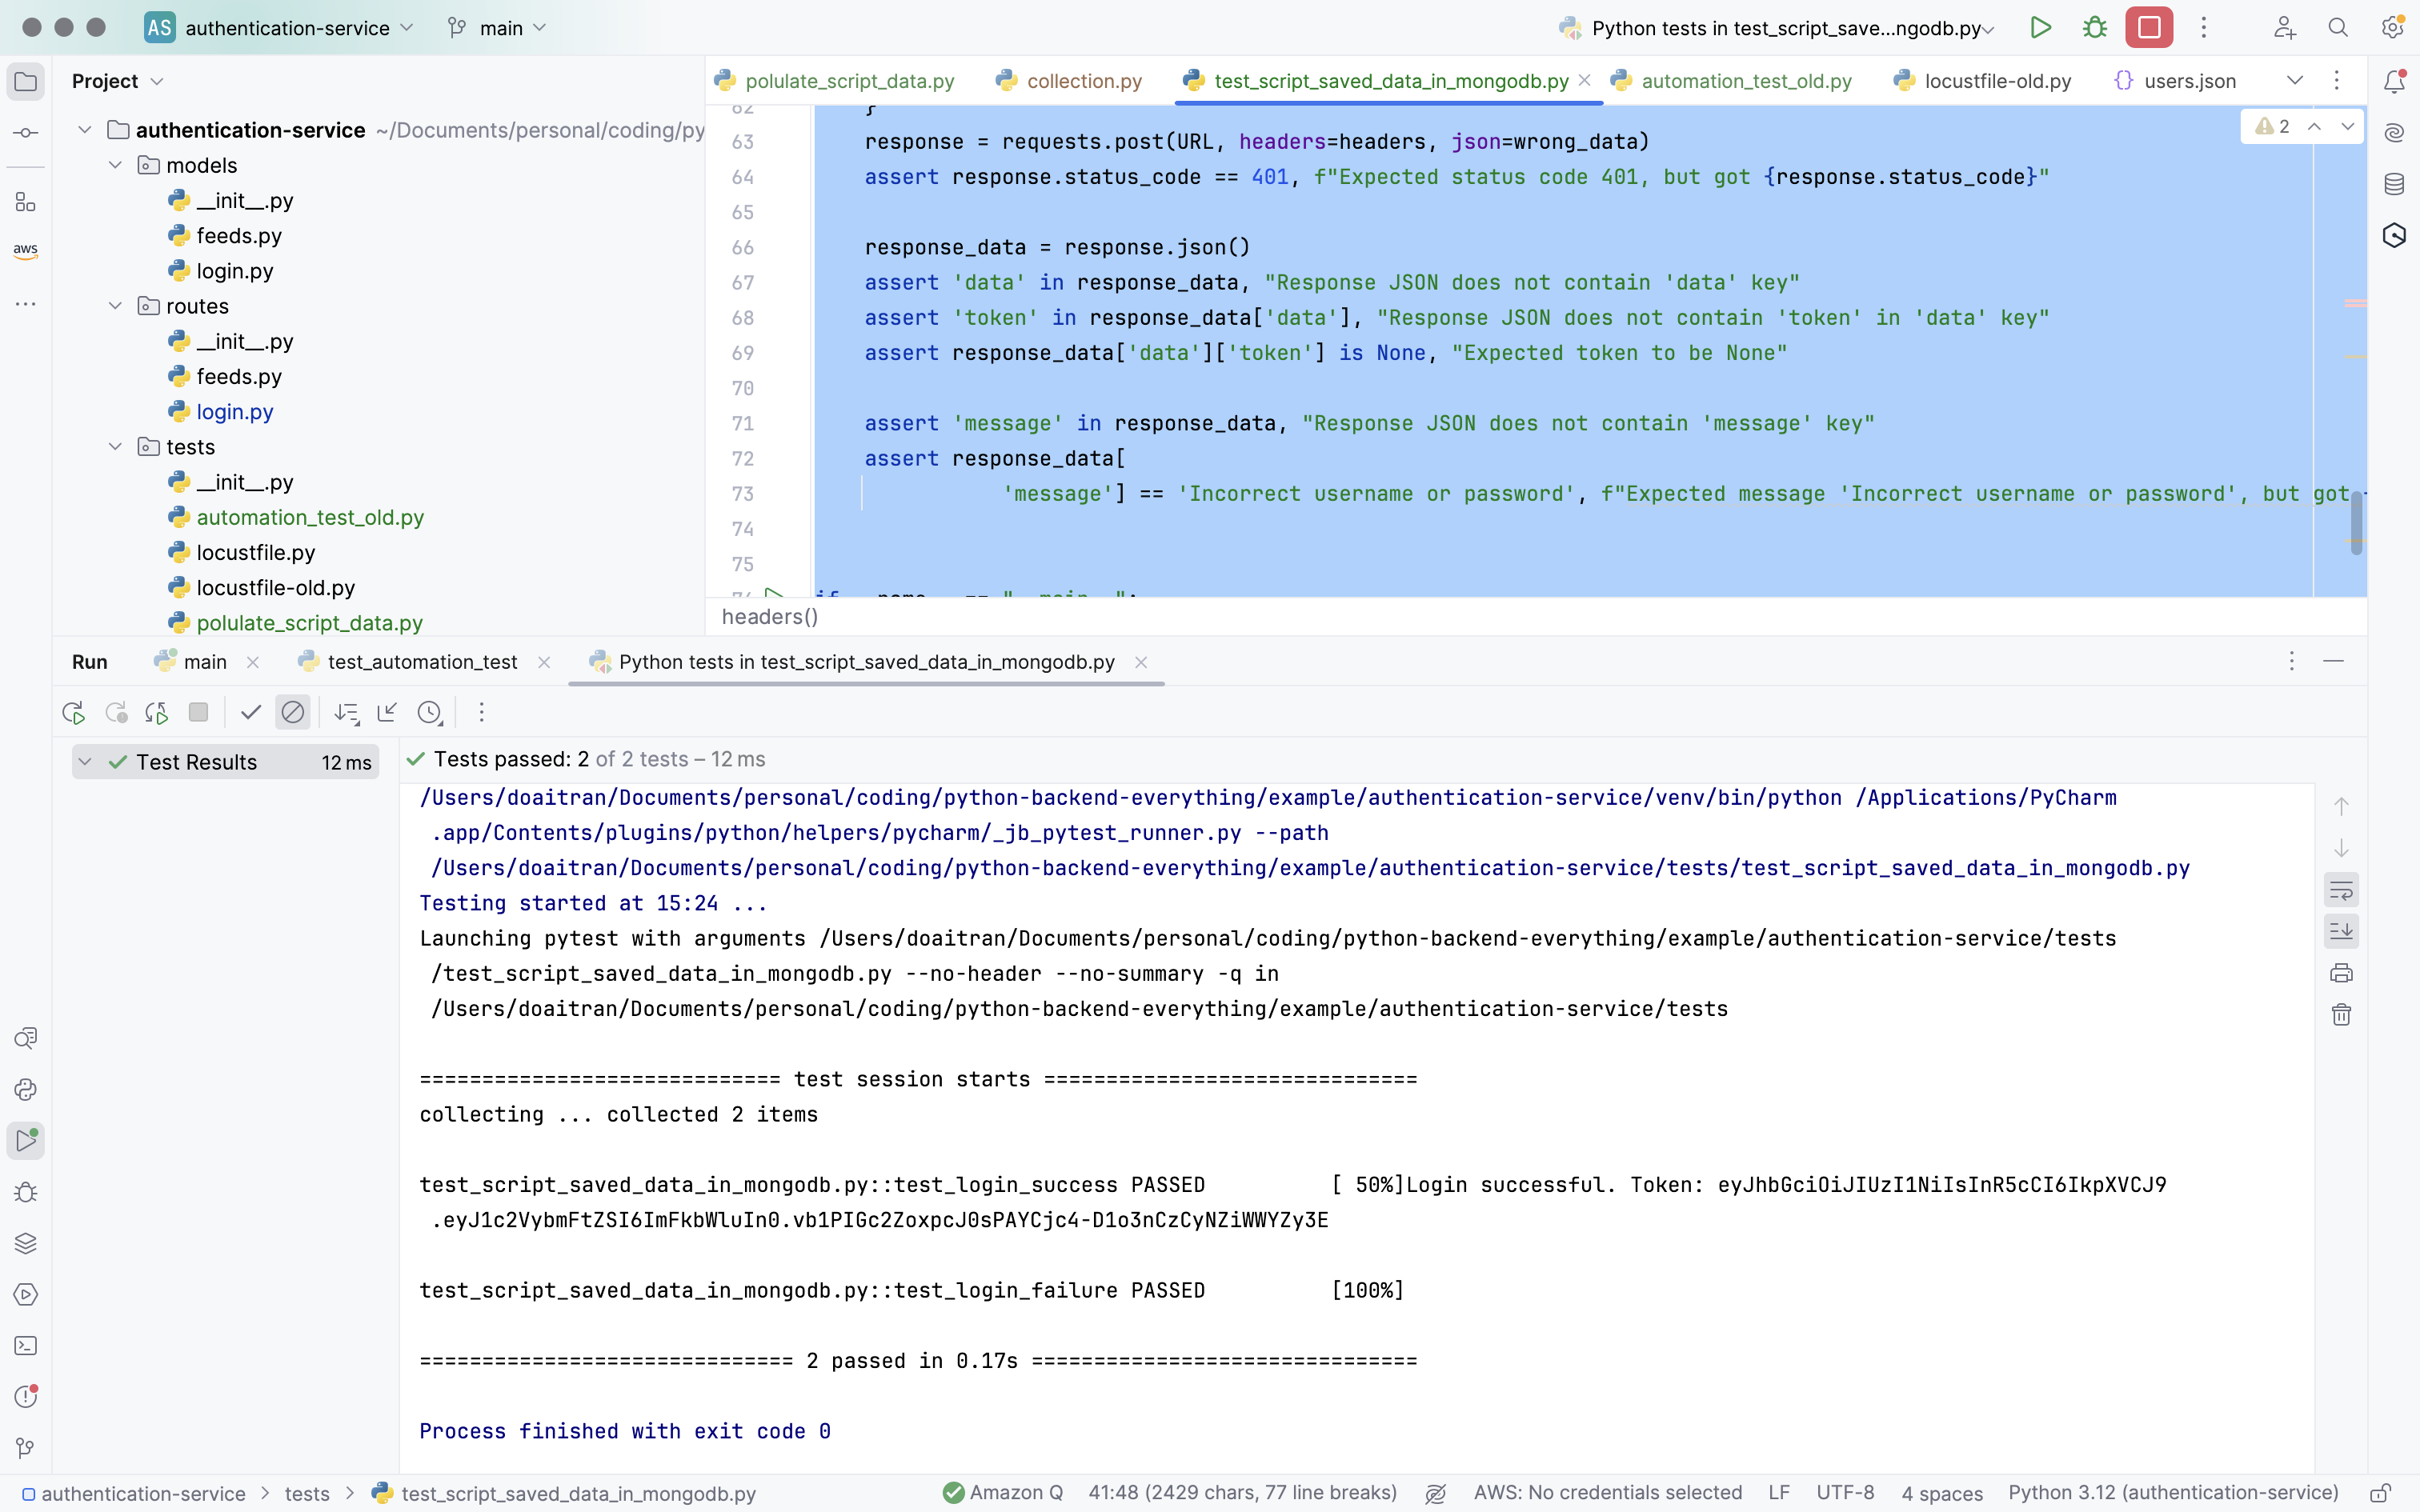 AS authentication-service main Python tests in test_script_save...ngodb.py
Project
polulate_script_data.py collection.py test_script_saved_data_in_mongodb.py automation_test_old.py locustfile-old.py {} users.json
authentication-service ~/Documents/personal/coding/py
models
__init__.py
feeds.py
login.py
routes
__init__.py
feeds.py
login.py
tests
__init__.py
automation_test_old.py
locustfile.py
locustfile-old.py
polulate_script_data.py
aws
2
62 }
63 response = requests.post(URL, headers=headers, json=wrong_data)
64 assert response.status_code == 401, f"Expected status code 401, but got {response.status_code}"
65
66 response_data = response.json()
67 assert 'data' in response_data, "Response JSON does not contain 'data' key"
68 assert 'token' in response_data['data'], "Response JSON does not contain 'token' in 'data' key"
69 assert response_data['data']['token'] is None, "Expected token to be None"
70
71 assert 'message' in response_data, "Response JSON does not contain 'message' key"
72 assert response_data[
73 'message'] == 'Incorrect username or password', f"Expected message 'Incorrect username or password', but got
74
75
76 if __name__ == "__main__":
headers()
Run main test_automation_test Python tests in test_script_saved_data_in_mongodb.py
Test Results 12 ms
Tests passed: 2 of 2 tests – 12 ms
/Users/doaitran/Documents/personal/coding/python-backend-everything/example/authentication-service/venv/bin/python /Applications/PyCharm
.app/Contents/plugins/python/helpers/pycharm/_jb_pytest_runner.py --path
/Users/doaitran/Documents/personal/coding/python-backend-everything/example/authentication-service/tests/test_script_saved_data_in_mongodb.py
Testing started at 15:24 ...
Launching pytest with arguments /Users/doaitran/Documents/personal/coding/python-backend-everything/example/authentication-service/tests
/test_script_saved_data_in_mongodb.py --no-header --no-summary -q in
/Users/doaitran/Documents/personal/coding/python-backend-everything/example/authentication-service/tests
============================= test session starts ==============================
collecting ... collected 2 items
test_script_saved_data_in_mongodb.py::test_login_success PASSED [ 50%]Login successful. Token: eyJhbGciOiJIUzI1NiIsInR5cCI6IkpXVCJ9
.eyJ1c2VybmFtZSI6ImFkbWluIn0.vb1PIGc2ZoxpcJ0sPAYCjc4-D1o3nCzCyNZiWWYZy3E
test_script_saved_data_in_mongodb.py::test_login_failure PASSED [100%]
============================== 2 passed in 0.17s ===============================
Process finished with exit code 0
authentication-service > tests > test_script_saved_data_in_mongodb.py Amazon Q 41:48 (2429 chars, 77 line breaks) AWS: No credentials selected LF UTF-8 4 spaces Python 3.12 (authentication-service)